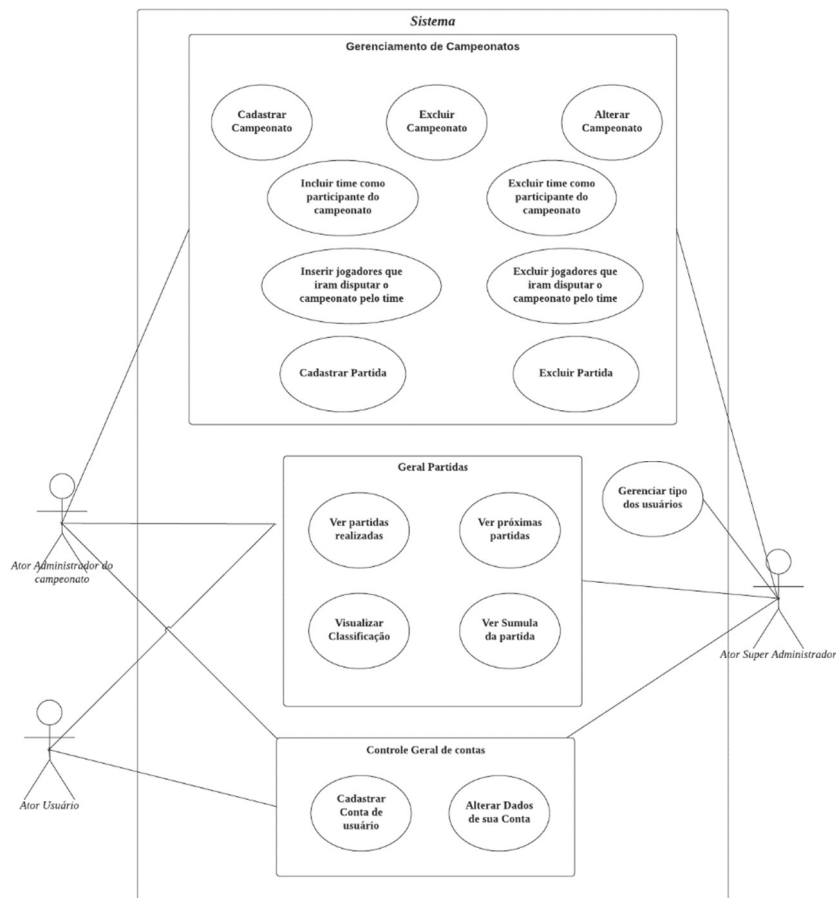 Sistema
Gerenciamento de Campeonatos
Cadastrar
Campeonato
Excluir
Campeonato
Alterar
Campeonato
Incluir time como
participante do
campeonato
Excluir time como
participante do
campeonato
Inserir jogadores que
iram disputar o
campeonato pelo time
Excluir jogadores que
iram disputar o
campeonato pelo time
Cadastrar Partida
Excluir Partida
Geral Partidas
Ver partidas
realizadas
Ver próximas
partidas
Gerenciar tipo
dos usuários
Ator Administrador do
campeonato
Visualizar
Classificação
Ver Sumula
da partida
Ator Super Administrador
Controle Geral de contas
Cadastrar
Conta de
usuário
Alterar Dados
de sua Conta
Ator Usuário